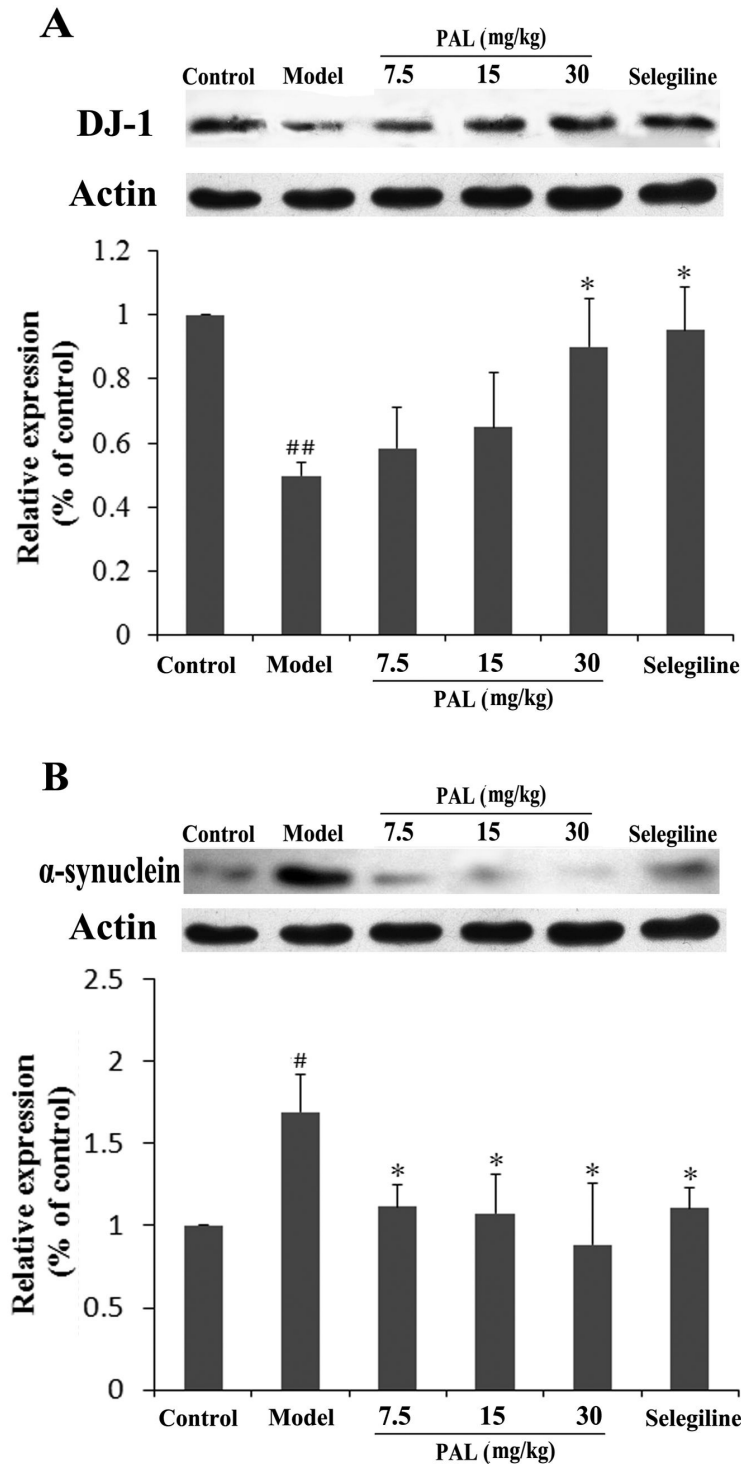 A
PAL (mg/kg)
Control Model 7.5 15 30 Selegiline
DJ-1
Actin
Relative expression
(% of control)
1.2
1
0.8
0.6
0.4
0.2
0
##
*
*
Control Model 7.5 15 30 Selegiline
PAL (mg/kg)
B
PAL (mg/kg)
Control Model 7.5 15 30 Selegiline
α-synuclein
Actin
Relative expression
(% of control)
2.5
2
1.5
1
0.5
0
#
*
*
*
*
Control Model 7.5 15 30 Selegiline
PAL (mg/kg)